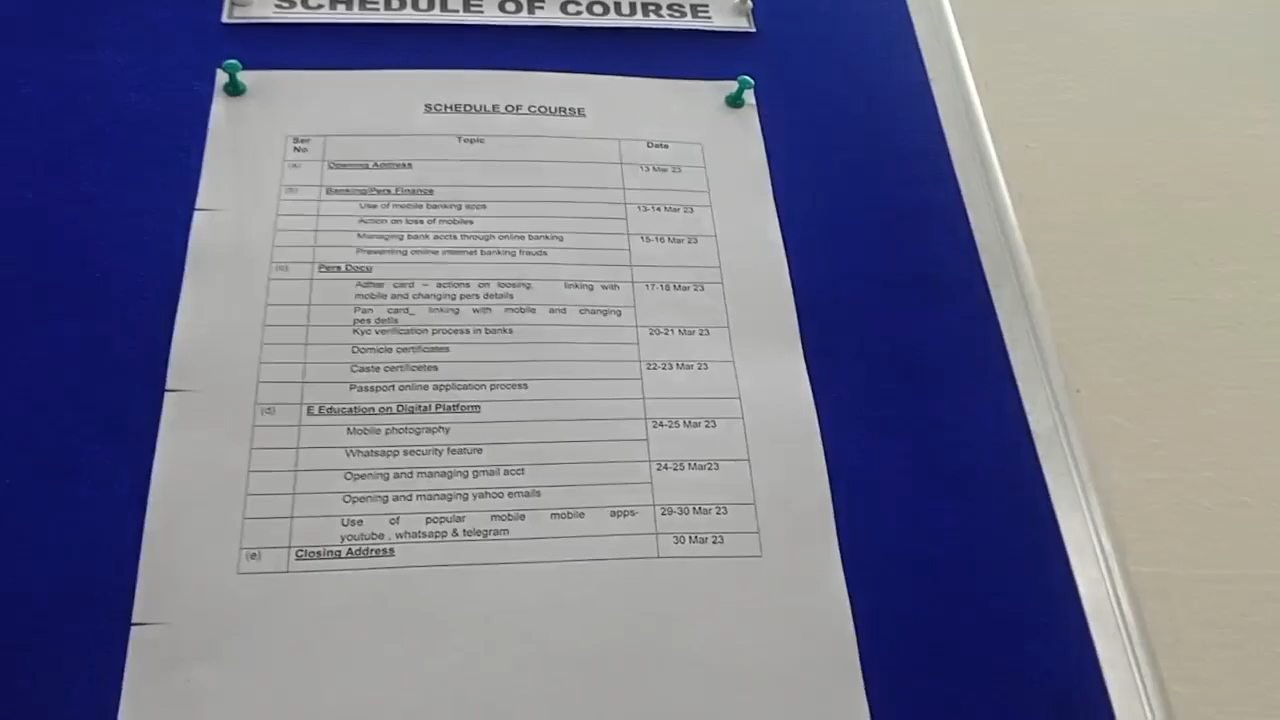 SCHEDULE OF COURSE
SCHEDULE OF COURSE
Ser No. Topic Date
(a) Opening Address 13 Mar 23
(b) Banking/Pers Finance
Use of mobile banking apps 13-14 Mar 23
Action on loss of mobiles
Managing bank accts through online banking 15-16 Mar 23
Preventing online internet banking frauds
(c) Pers Docu
Adhar card – actions on loosing, linking with 17-18 Mar 23
mobile and changing pers details
Pan card_ linking with mobile and changing
pes detls
Kyc verification process in banks 20-21 Mar 23
Domicle certificates
Caste certificetes 22-23 Mar 23
Passport online application process
(d) E Education on Digital Platform
Mobile photography 24-25 Mar 23
Whatsapp security feature
Opening and managing gmail acct 24-25 Mar23
Opening and managing yahoo emails
Use of popular mobile mobile apps- 29-30 Mar 23
youtube , whatsapp & telegram
(e) Closing Address 30 Mar 23